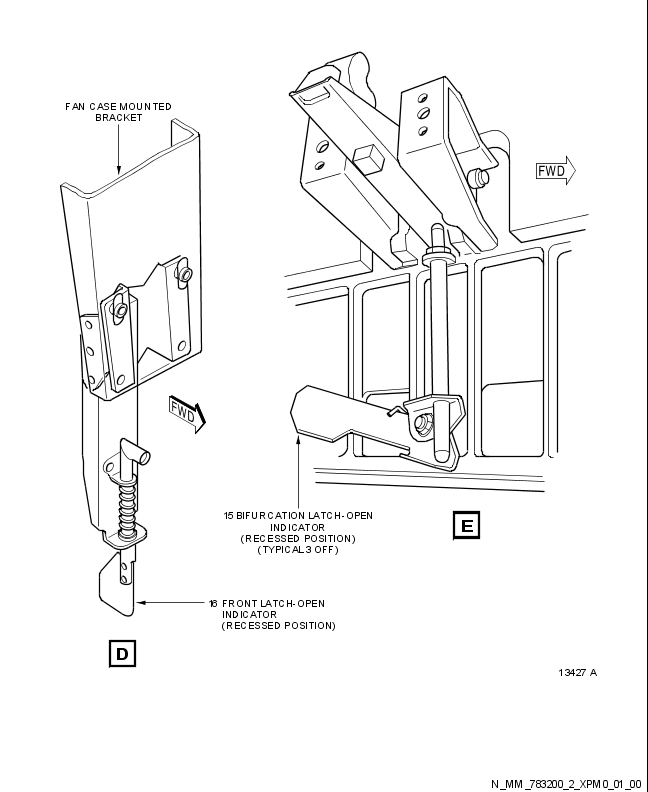 FAN CASE MOUNTED
BRACKET
FWD
FWD
15 BIFURCATION LATCH-OPEN
INDICATOR
(RECESSED POSITION)
(TYPICAL 3 OFF)
E
16 FRONT LATCH-OPEN
INDICATOR
(RECESSED POSITION)
D
13427 A
N_MM_783200_2_XPM0_01_00